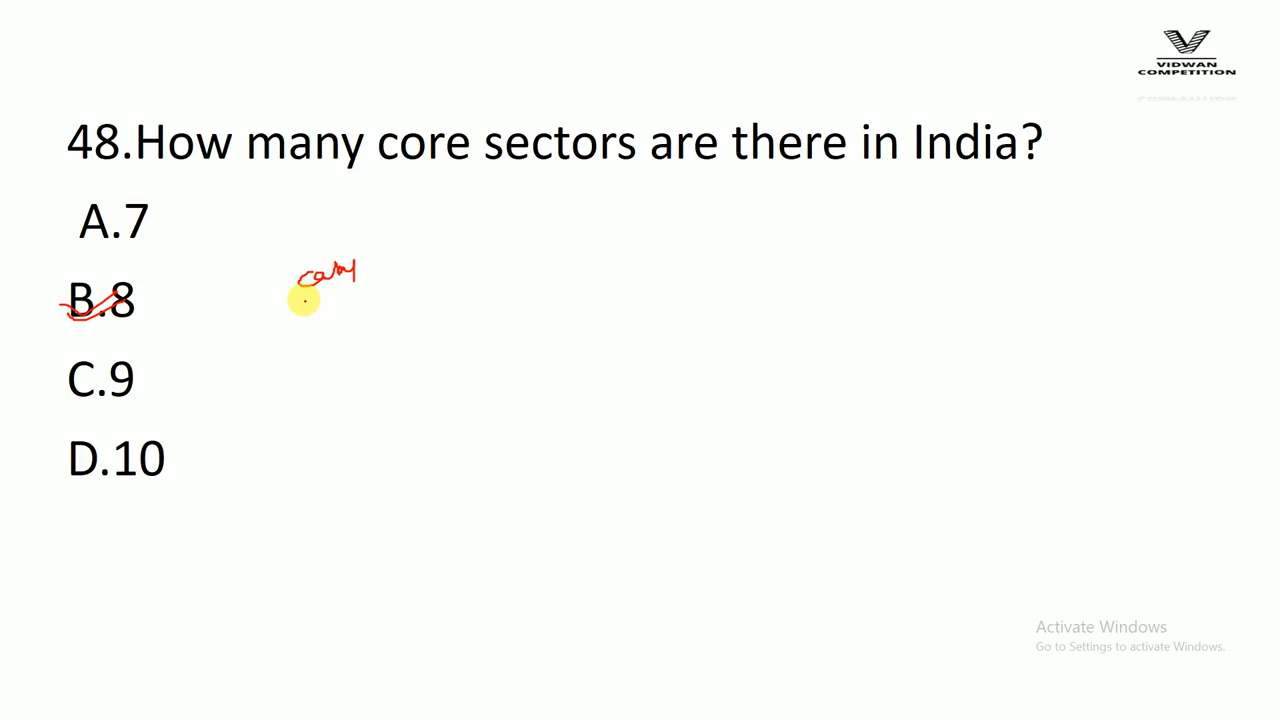 VIDWAN
COMPETITION
48.How many core sectors are there in India?
A.7
B.8
C.9
D.10
Activate Windows
Go to Settings to activate Windows.